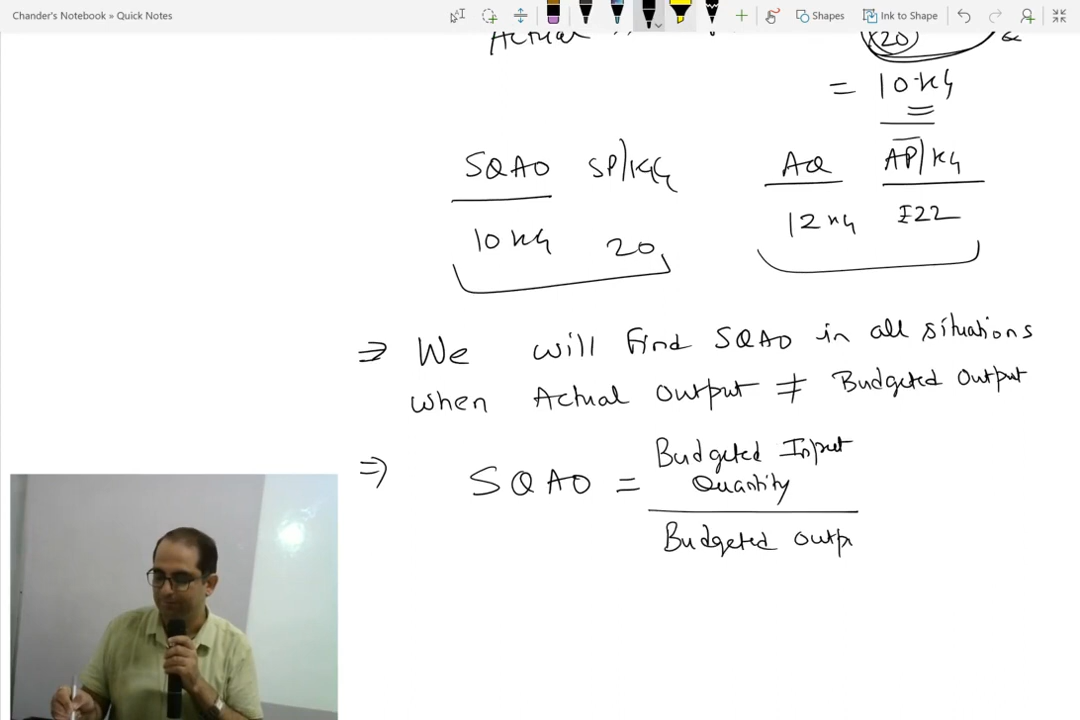 Chander's Notebook » Quick Notes
Shapes
Ink to Shape
Actual
(x20)
= 10 kg
SQAO SP/KG AQ AP/kg
10 kg 20 12 kg ₹22
⇒ We will find SQAO in all situations
when Actual output ≠ Budgeted output
⇒ SQAO = Budgeted Input
Quantity
Budgeted outp